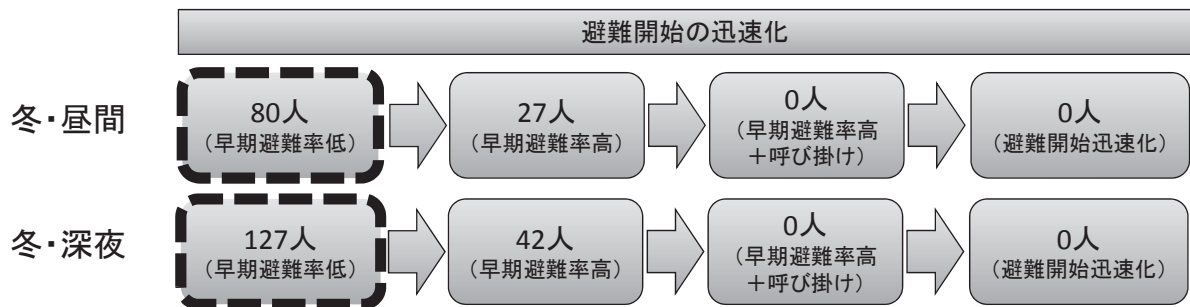 避難開始の迅速化
冬・昼間
80人
(早期避難率低)
27人
(早期避難率高)
0人
(早期避難率高
+呼び掛け)
0人
(避難開始迅速化)
冬・深夜
127人
(早期避難率低)
42人
(早期避難率高)
0人
(早期避難率高
+呼び掛け)
0人
(避難開始迅速化)